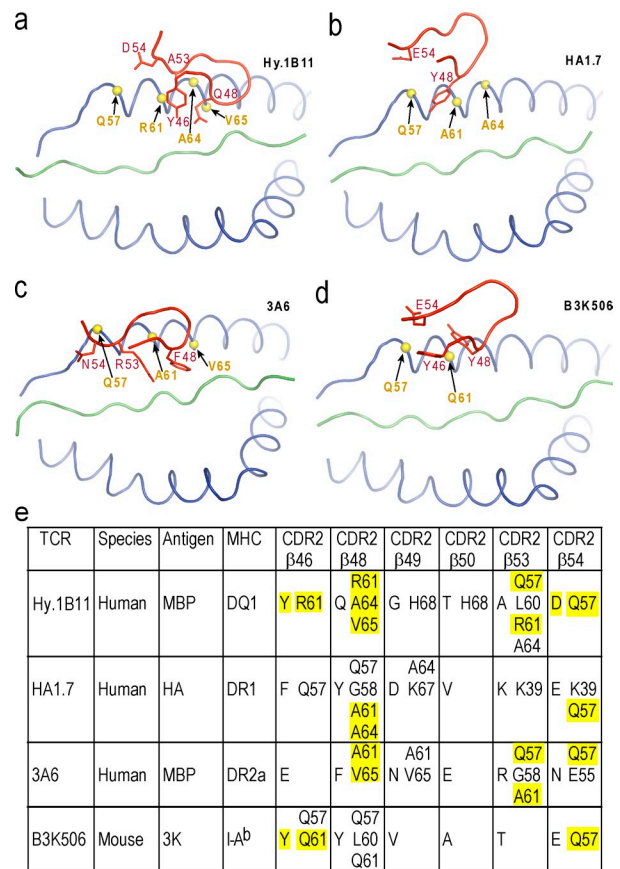 a
Hy.1B11
D54 A53
Q48
Y46
Q57 R61 A64 V65
b
HA1.7
E54
Y48
Q57 A61 A64
c
3A6
N54 R53 F48
Q57 A61 V65
d
B3K506
E54
Y46 Y48
Q57 Q61
e
TCR Species Antigen MHC CDR2 β46 CDR2 β48 CDR2 β49 CDR2 β50 CDR2 β53 CDR2 β54
Hy.1B11 Human MBP DQ1 Y R61 Q R61 A64 V65 G H68 T H68 A Q57 L60 R61 A64 D Q57
HA1.7 Human HA DR1 F Q57 Y Q57 G58 A61 A64 D A64 K67 V K K39 E K39 Q57
3A6 Human MBP DR2a E F A61 V65 N A61 V65 E R Q57 G58 A61 N Q57 E55
B3K506 Mouse 3K I-Ab Y Q57 Q61 Y Q57 L60 Q61 V A T E Q57